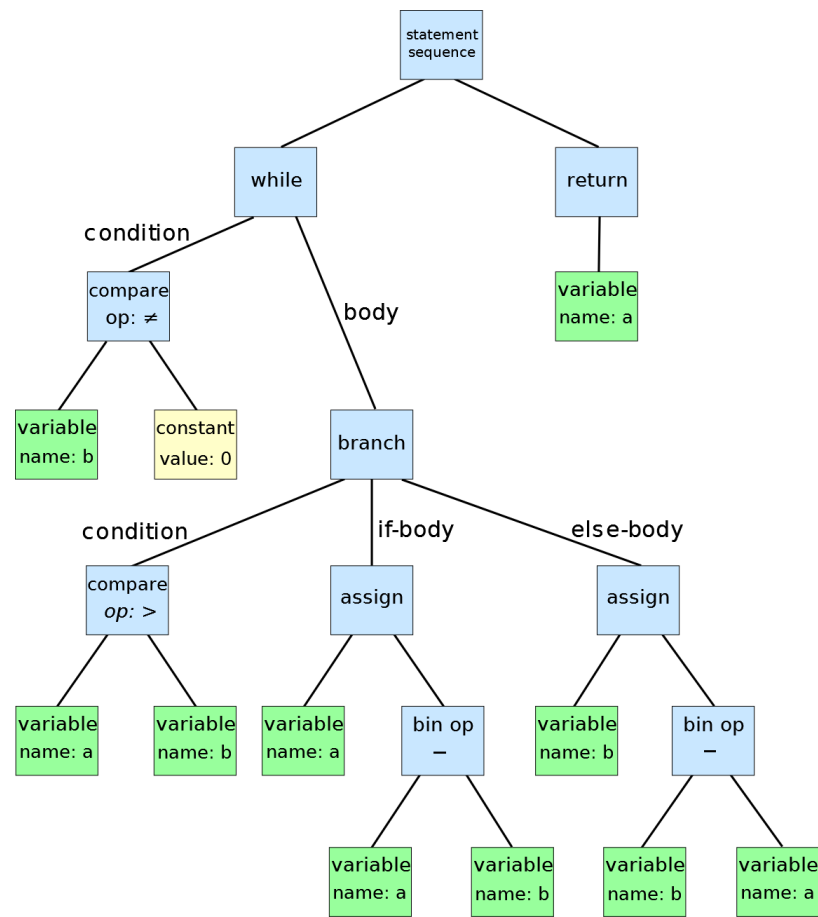 statement
sequence
while
return
condition
compare
op: ≠
body
variable
name: a
variable
name: b
constant
value: 0
branch
condition
if-body
else-body
compare
op: >
assign
assign
variable
name: a
variable
name: b
variable
name: a
bin op
−
variable
name: b
bin op
−
variable
name: a
variable
name: b
variable
name: b
variable
name: a